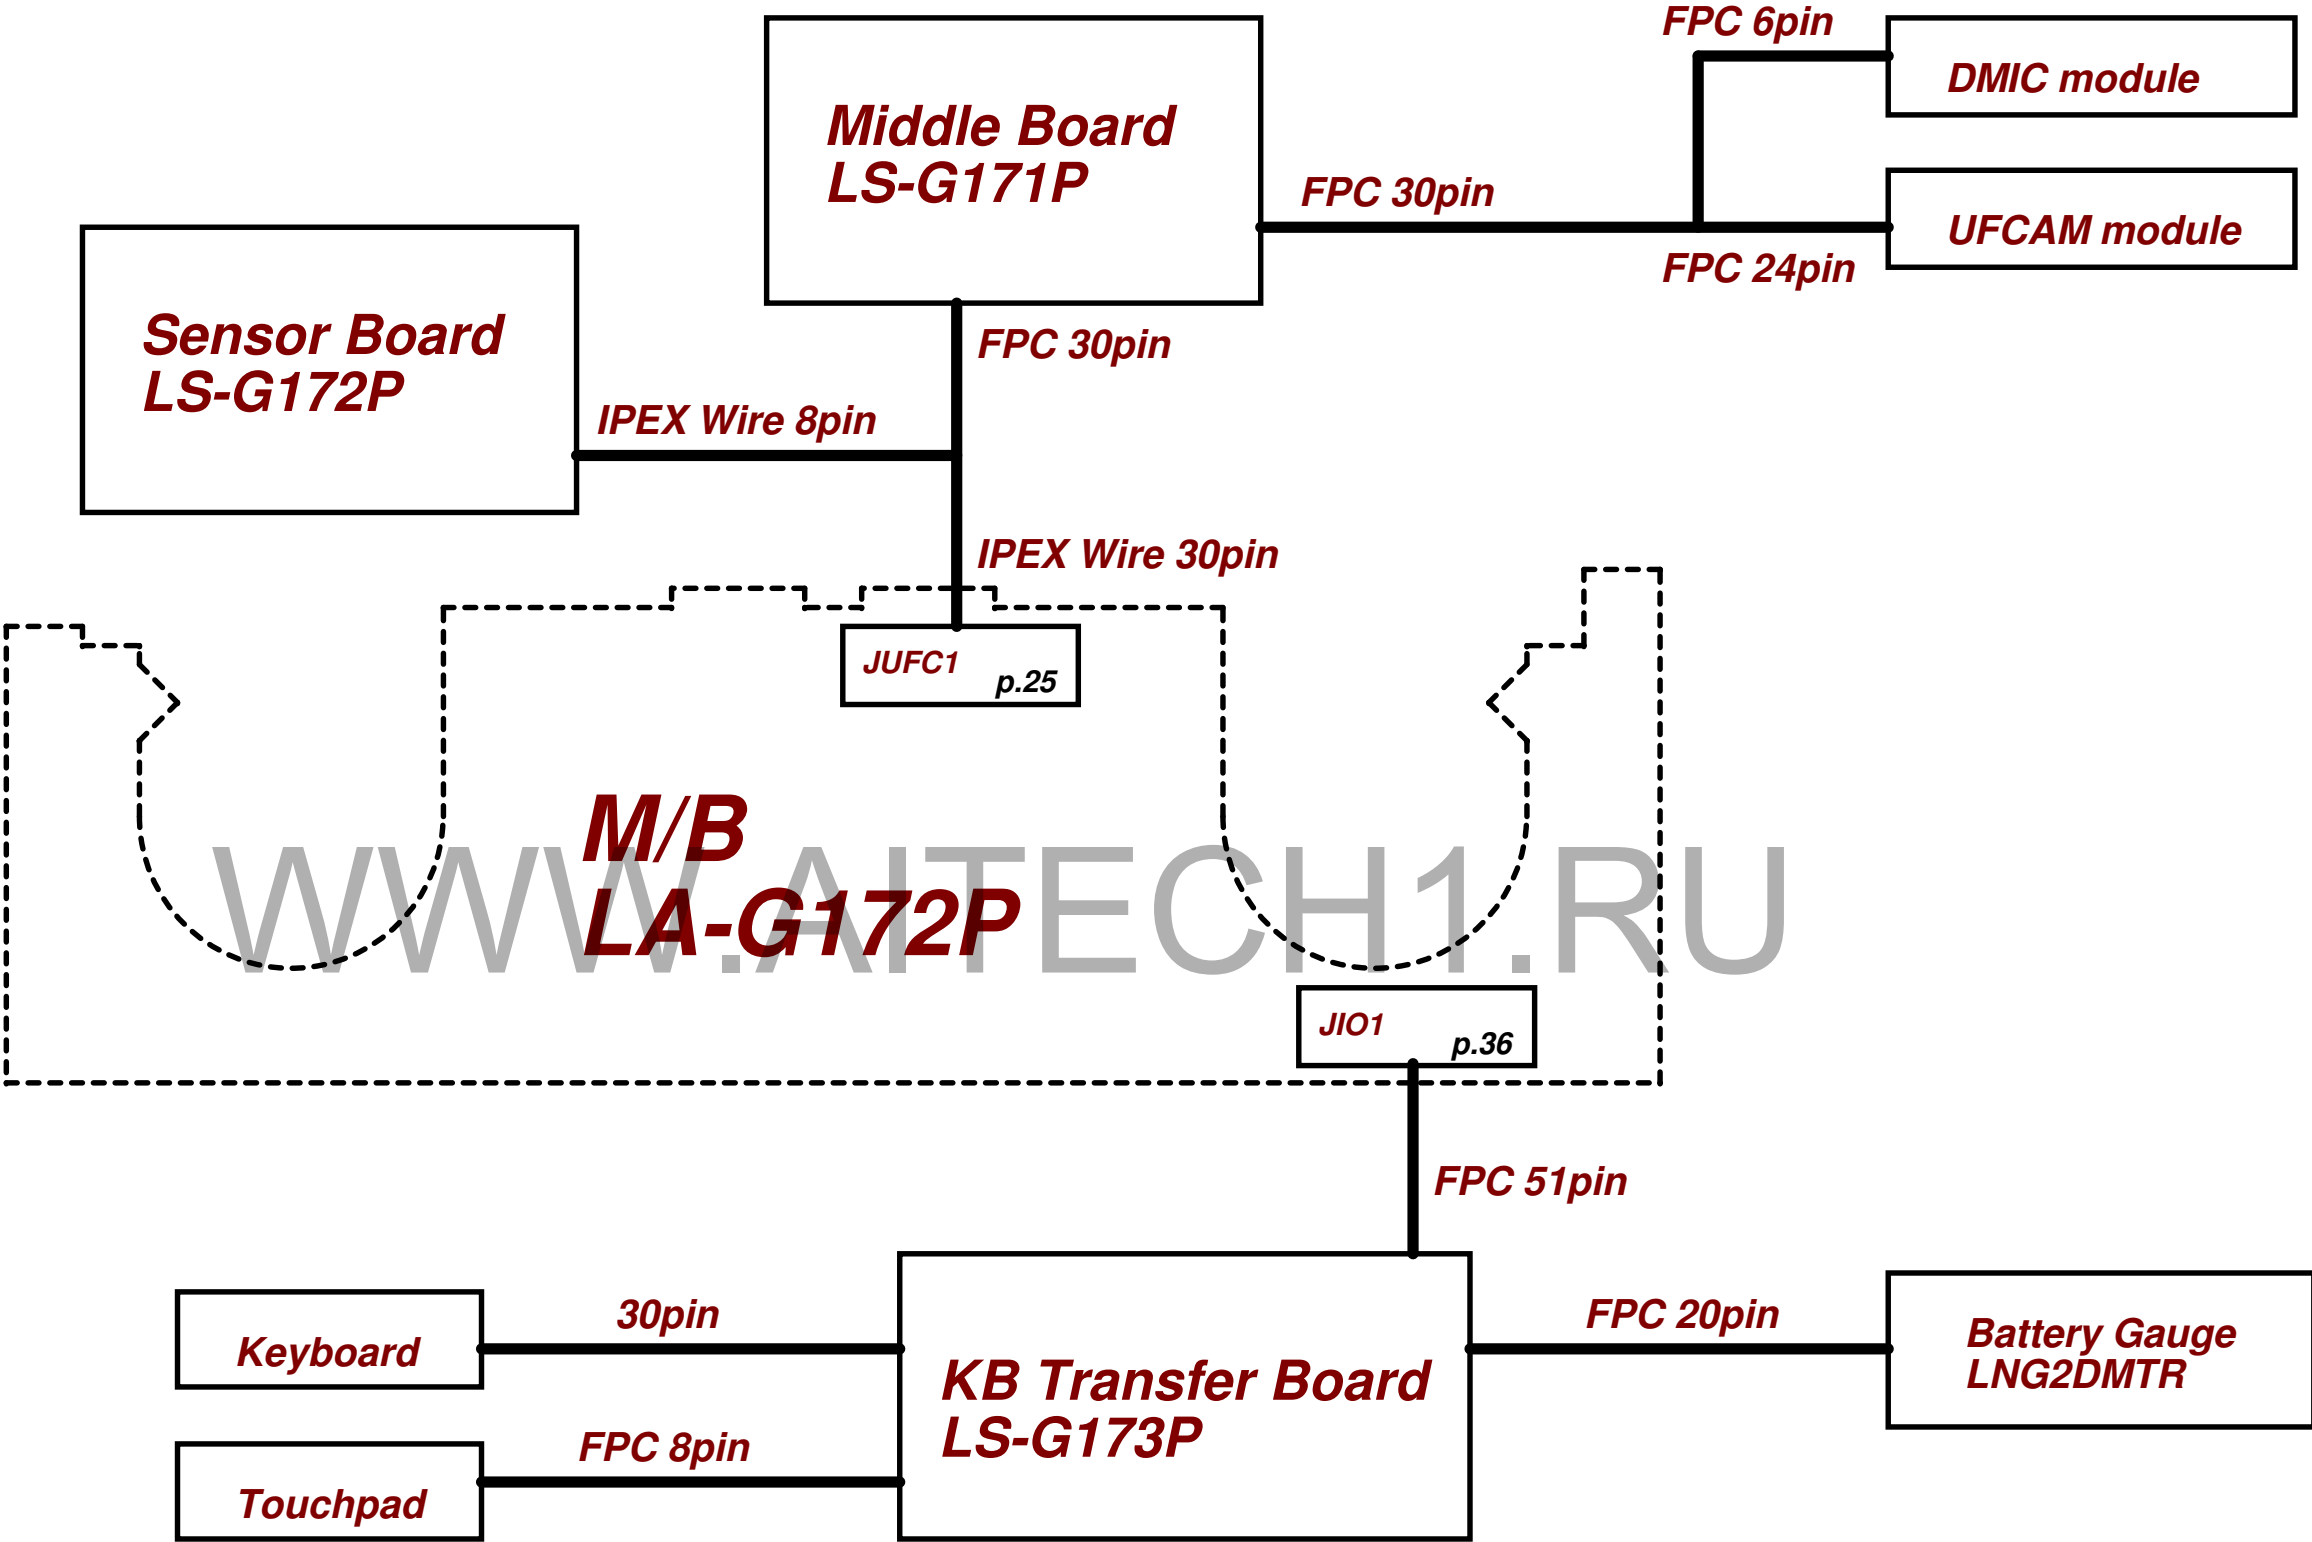 FPC 6pin
DMIC module
Middle Board
LS-G171P
FPC 30pin
UFCAM module
FPC 24pin
Sensor Board
LS-G172P
FPC 30pin
IPEX Wire 8pin
IPEX Wire 30pin
JUFC1
p.25
M/B
LA-G172P
WWW.AITECH1.RU
JIO1
p.36
FPC 51pin
Keyboard
30pin
FPC 20pin
Battery Gauge
LNG2DMTR
KB Transfer Board
LS-G173P
FPC 8pin
Touchpad